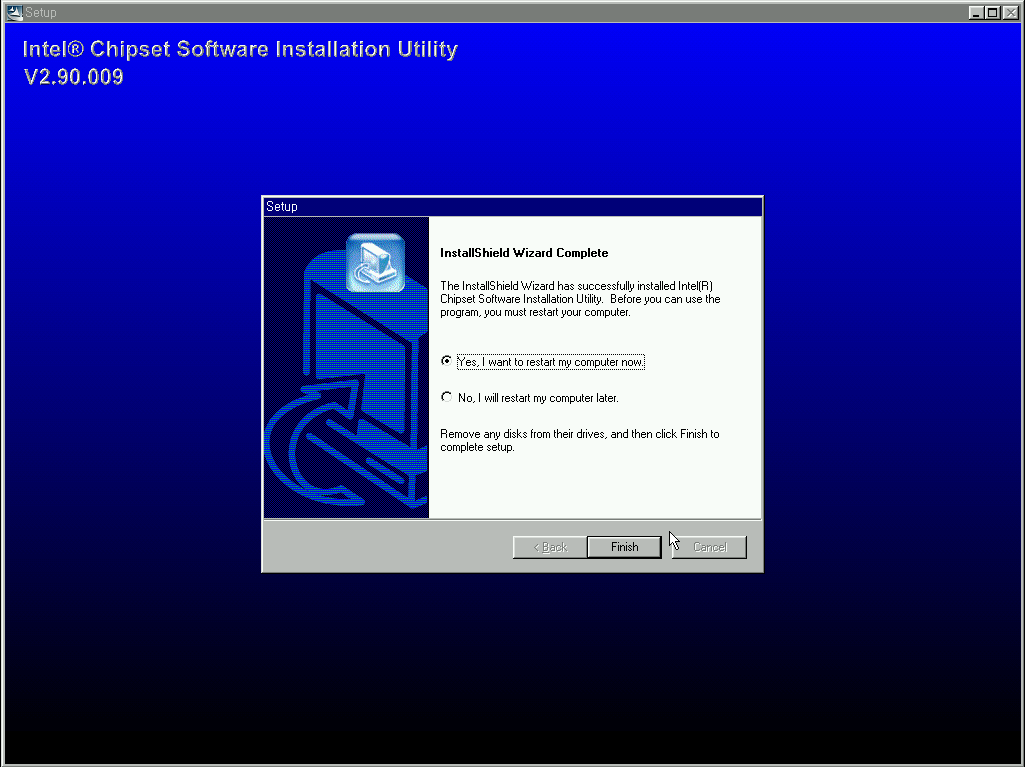 Setup
Intel® Chipset Software Installation Utility
V2.90.009
Setup
InstallShield Wizard Complete
The InstallShield Wizard has successfully installed Intel(R)
Chipset Software Installation Utility.  Before you can use the
program, you must restart your computer.
Yes, I want to restart my computer now.
No, I will restart my computer later.
Remove any disks from their drives, and then click Finish to
complete setup.
< Back
Finish
Cancel